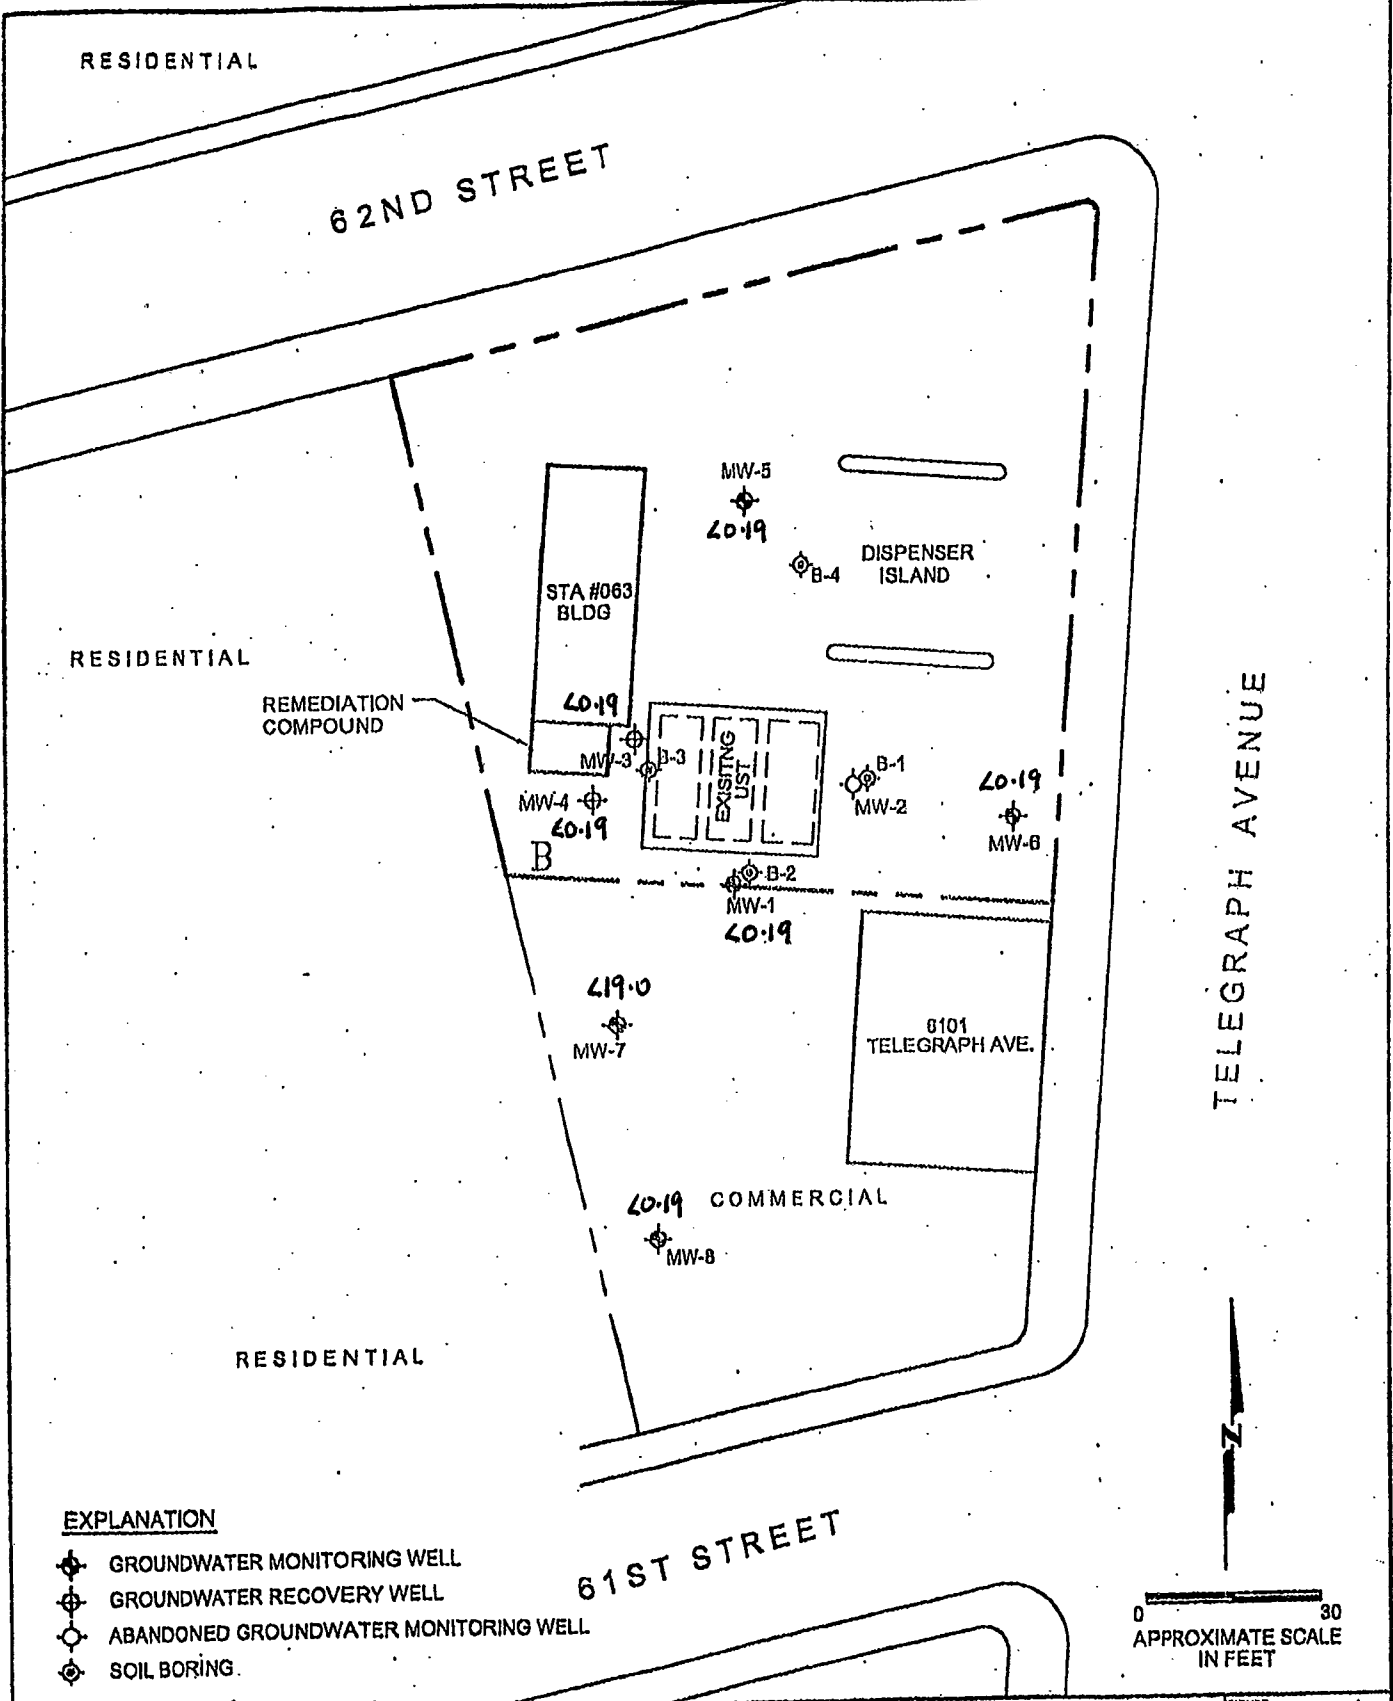 RESIDENTIAL
62ND STREET
MW-5
<0.19
B-4
DISPENSER
ISLAND
STA #063
BLDG
RESIDENTIAL
REMEDIATION
COMPOUND
<0.19
MW-3
B-3
EXISITNG
UST
B-1
MW-2
<0.19
MW-6
MW-4
<0.19
B
B-2
MW-1
<0.19
TELEGRAPH AVENUE
<19.0
MW-7
6101
TELEGRAPH AVE.
<0.19
COMMERCIAL
MW-8
RESIDENTIAL
N
EXPLANATION
GROUNDWATER MONITORING WELL
GROUNDWATER RECOVERY WELL
ABANDONED GROUNDWATER MONITORING WELL
SOIL BORING
61ST STREET
0 30
APPROXIMATE SCALE
IN FEET